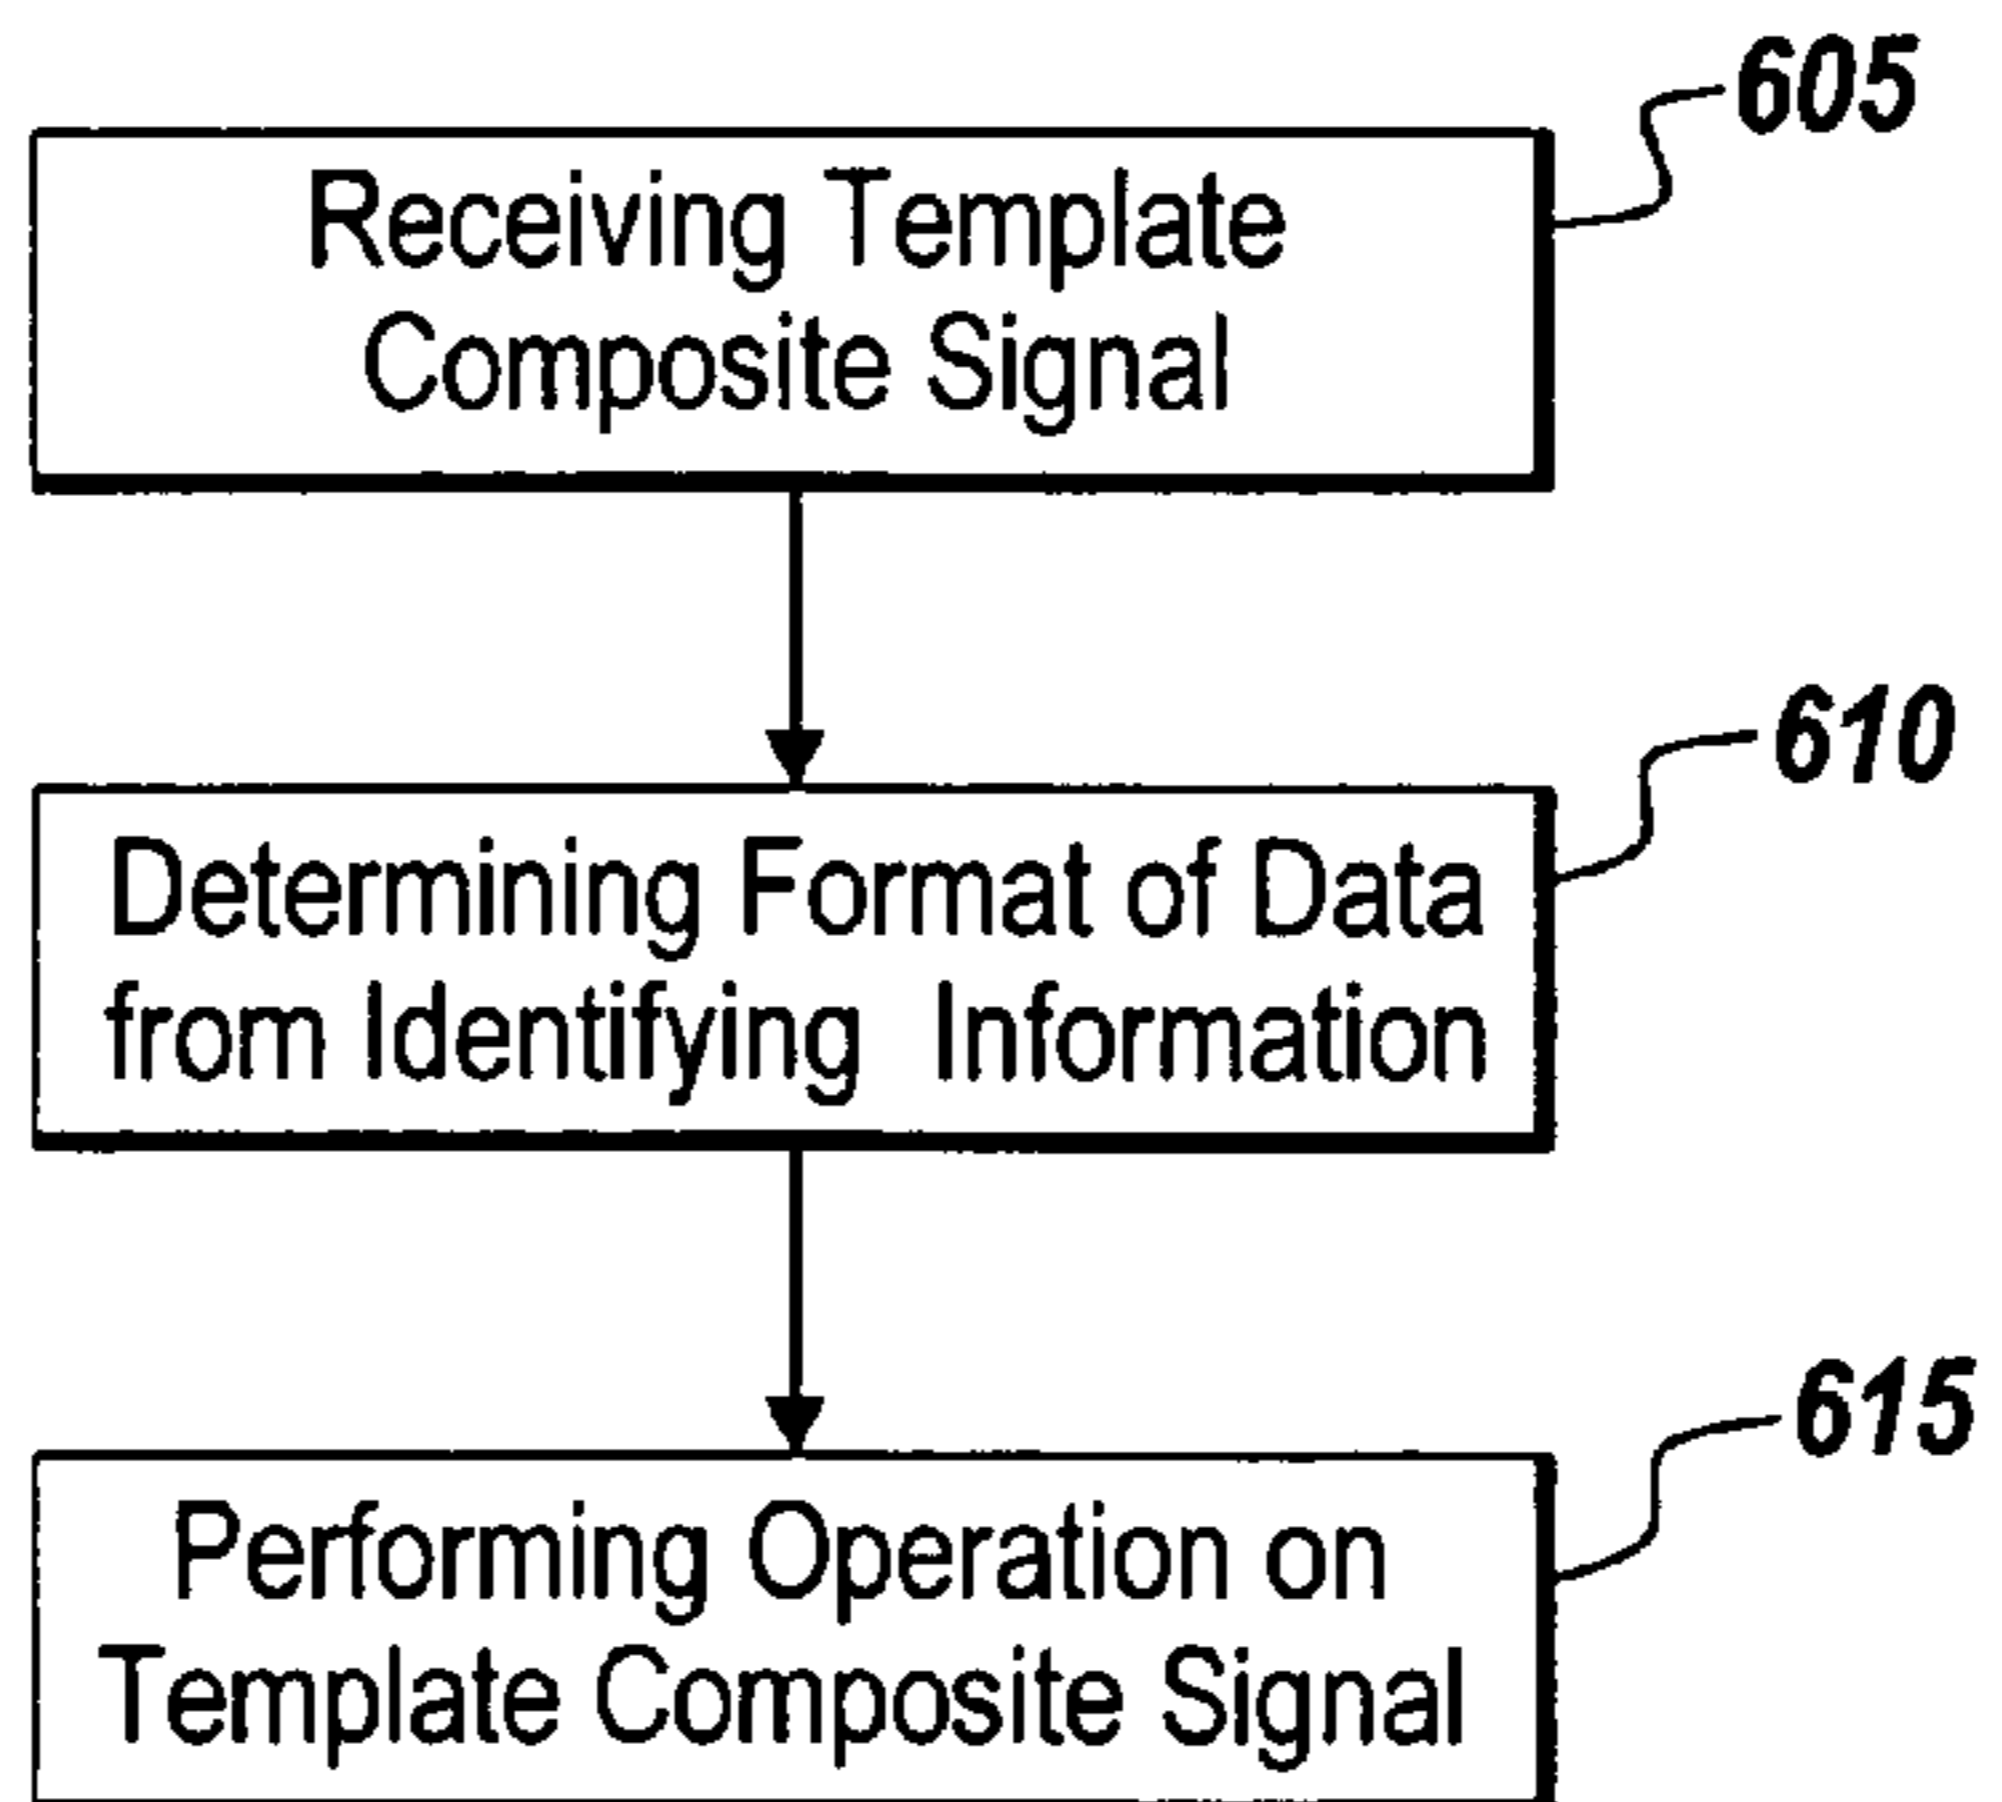 605
Receiving Template
Composite Signal
610
Determining Format of Data
from Identifying Information
615
Performing Operation on
Template Composite Signal